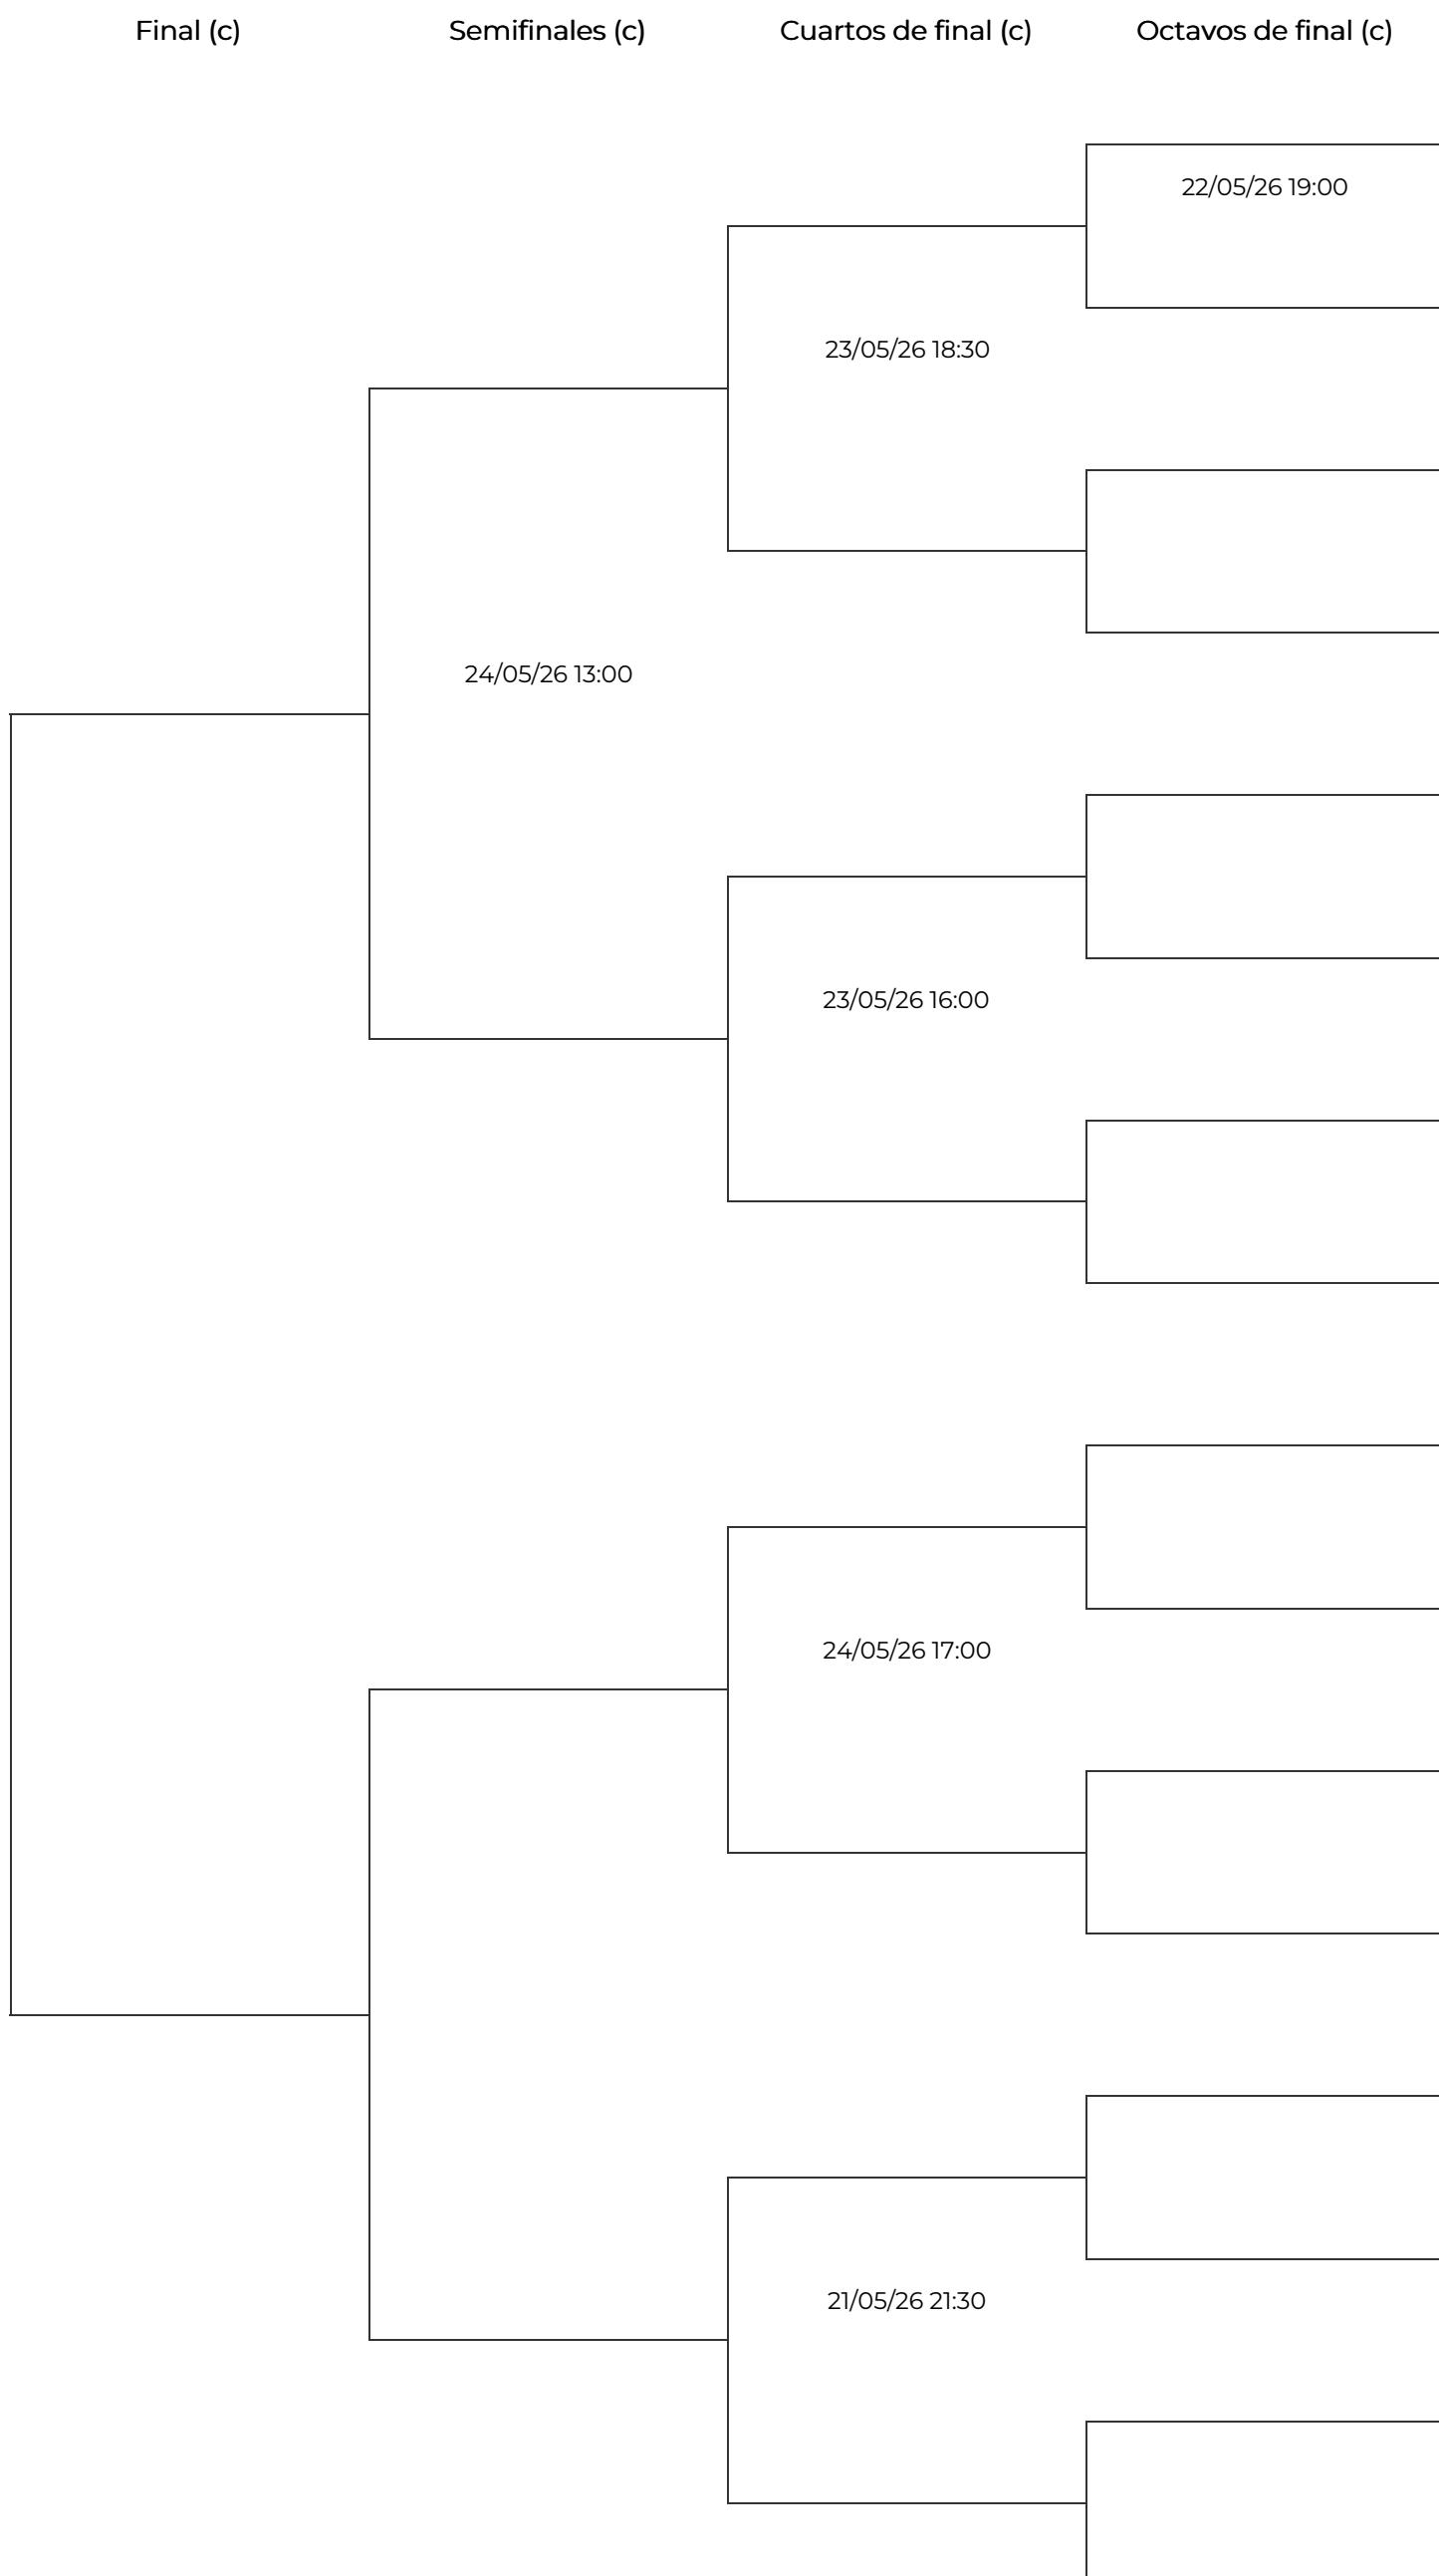 Final (c)
Semifinales (c)
Cuartos de final (c)
Octavos de final (c)
22/05/26 19:00
23/05/26 18:30
24/05/26 13:00
23/05/26 16:00
24/05/26 17:00
21/05/26 21:30